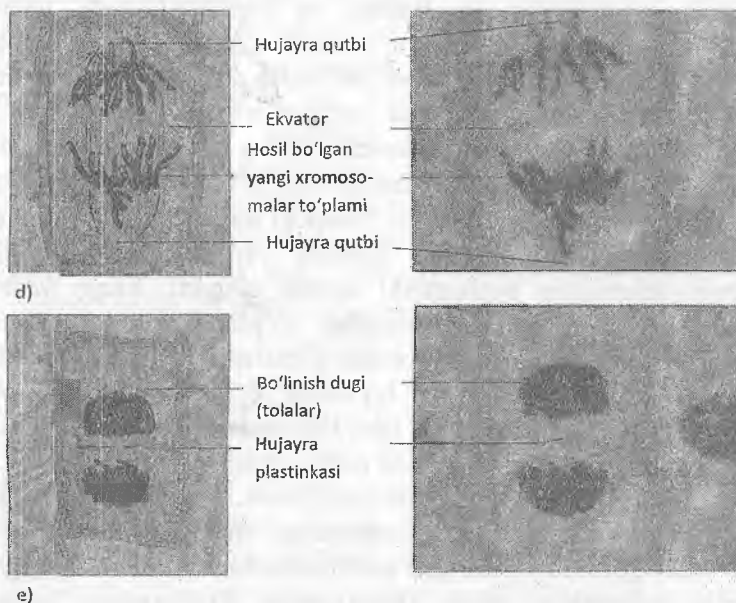 Hujayra qutbi
Ekvator
Hosil bo‘lgan
yangi xromoso-
malar to‘plami
Hujayra qutbi
d)
Bo‘linish dugi
(tolalar)
Hujayra
plastinkasi
e)